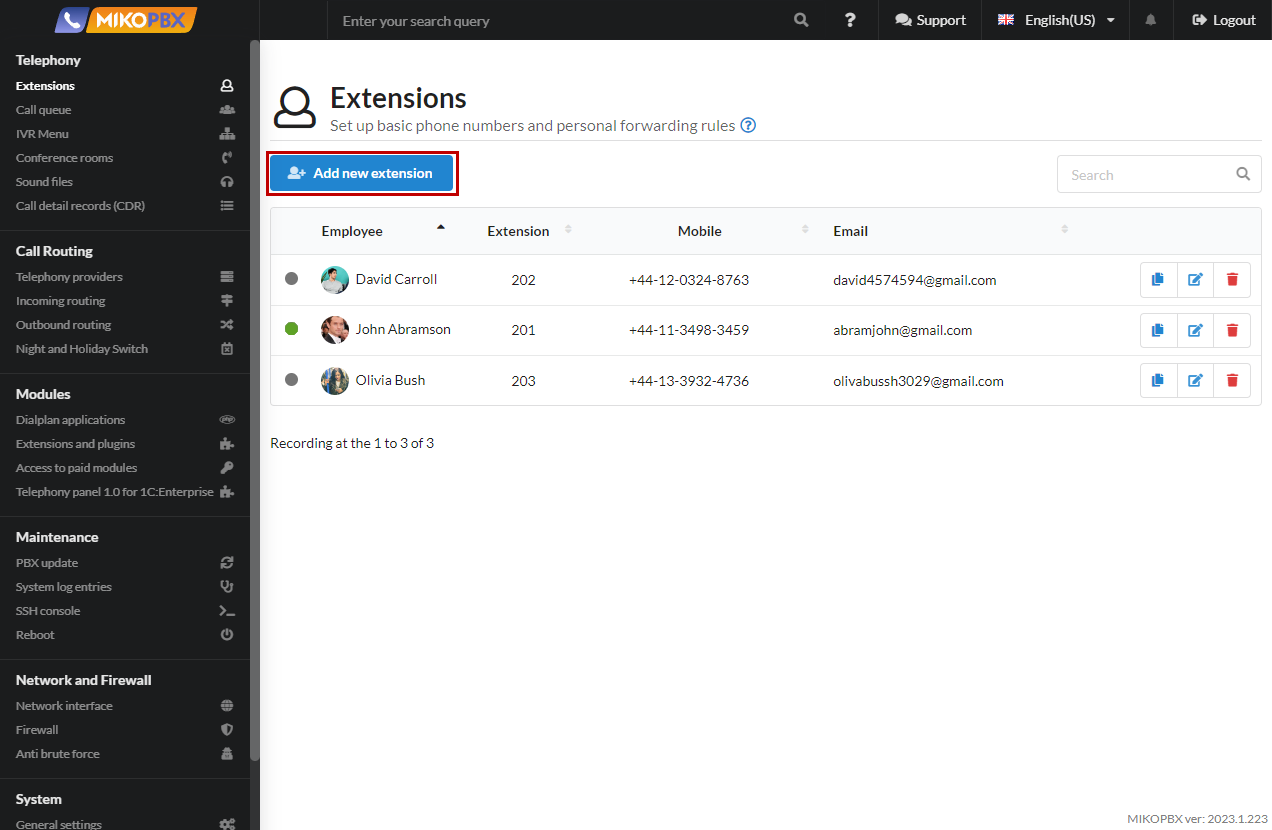 MIKOPBX
Enter your search query
?
Support
English(US)
Logout
Telephony
Extensions
Call queue
IVR Menu
Conference rooms
Sound files
Call detail records (CDR)
Call Routing
Telephony providers
Incoming routing
Outbound routing
Night and Holiday Switch
Modules
Dialplan applications
Extensions and plugins
Access to paid modules
Telephony panel 1.0 for 1C:Enterprise
Maintenance
PBX update
System log entries
SSH console
Reboot
Network and Firewall
Network interface
Firewall
Anti brute force
System
General settings
Extensions
Set up basic phone numbers and personal forwarding rules ?
Add new extension
Search
Employee Extension Mobile Email
David Carroll 202 +44-12-0324-8763 david4574594@gmail.com
John Abramson 201 +44-11-3498-3459 abramjohn@gmail.com
Olivia Bush 203 +44-13-3932-4736 olivabussh3029@gmail.com
Recording at the 1 to 3 of 3
MIKOPBX ver: 2023.1.223